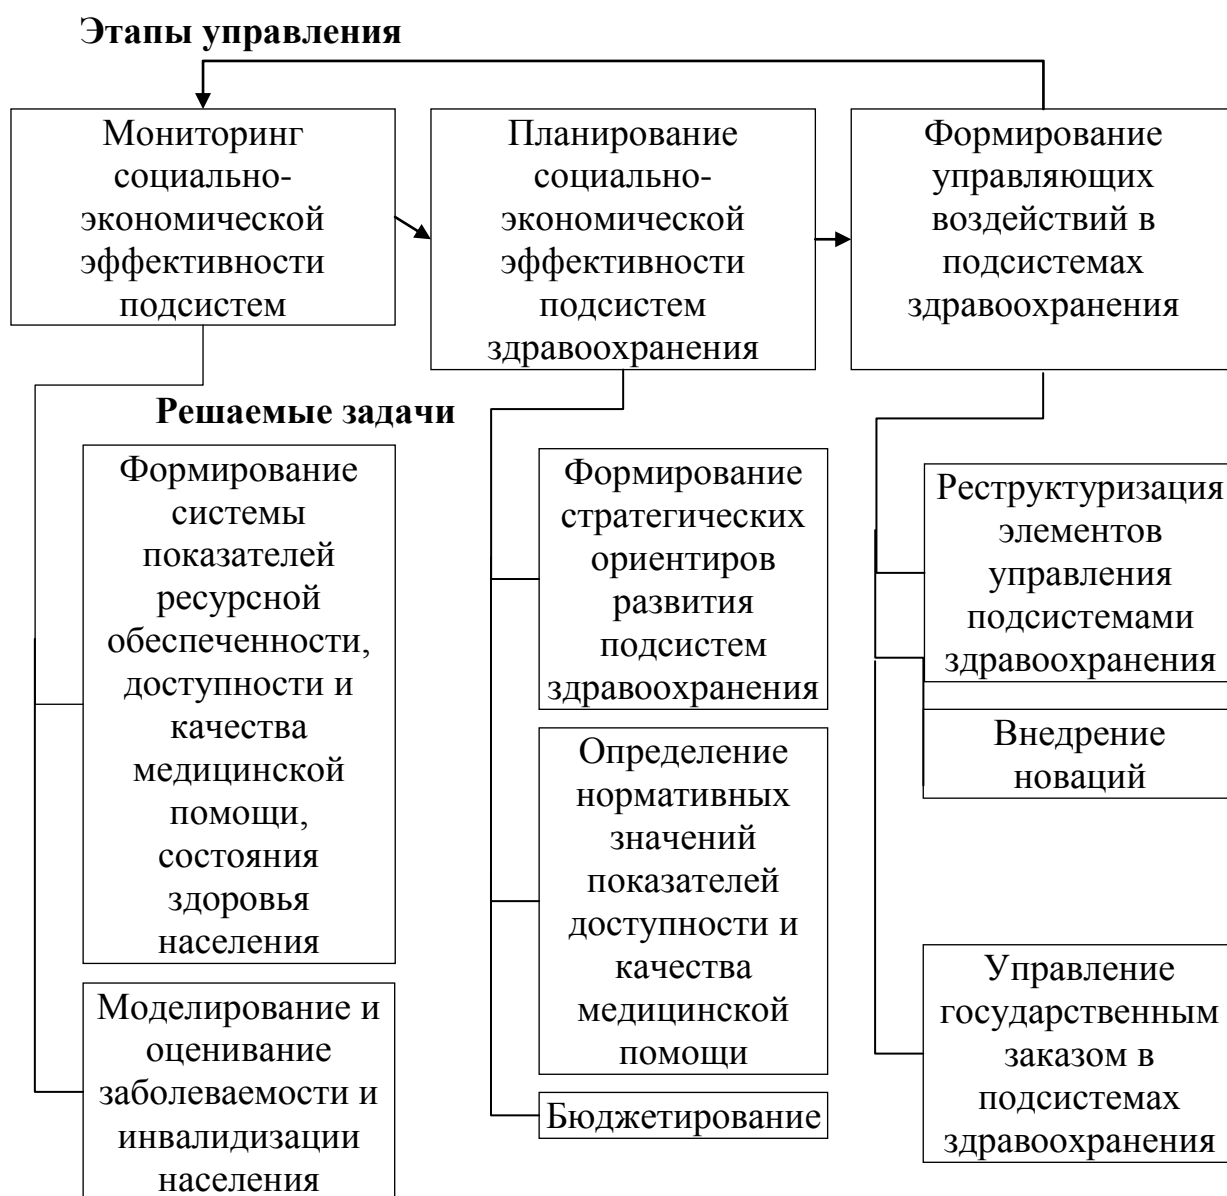 Этапы управления
Мониторинг
социально-
экономической
эффективности
подсистем
Планирование
социально-
экономической
эффективности
подсистем
здравоохранения
Формирование
управляющих
воздействий в
подсистемах
здравоохранения
Решаемые задачи
Формирование
системы
показателей
ресурсной
обеспеченности,
доступности и
качества
медицинской
помощи,
состояния
здоровья
населения
Моделирование и
оценивание
заболеваемости и
инвалидизации
населения
Формирование
стратегических
ориентиров
развития
подсистем
здравоохранения
Определение
нормативных
значений
показателей
доступности и
качества
медицинской
помощи
Бюджетирование
Реструктуризация
элементов
управления
подсистемами
здравоохранения
Внедрение
новаций
Управление
государственным
заказом в
подсистемах
здравоохранения